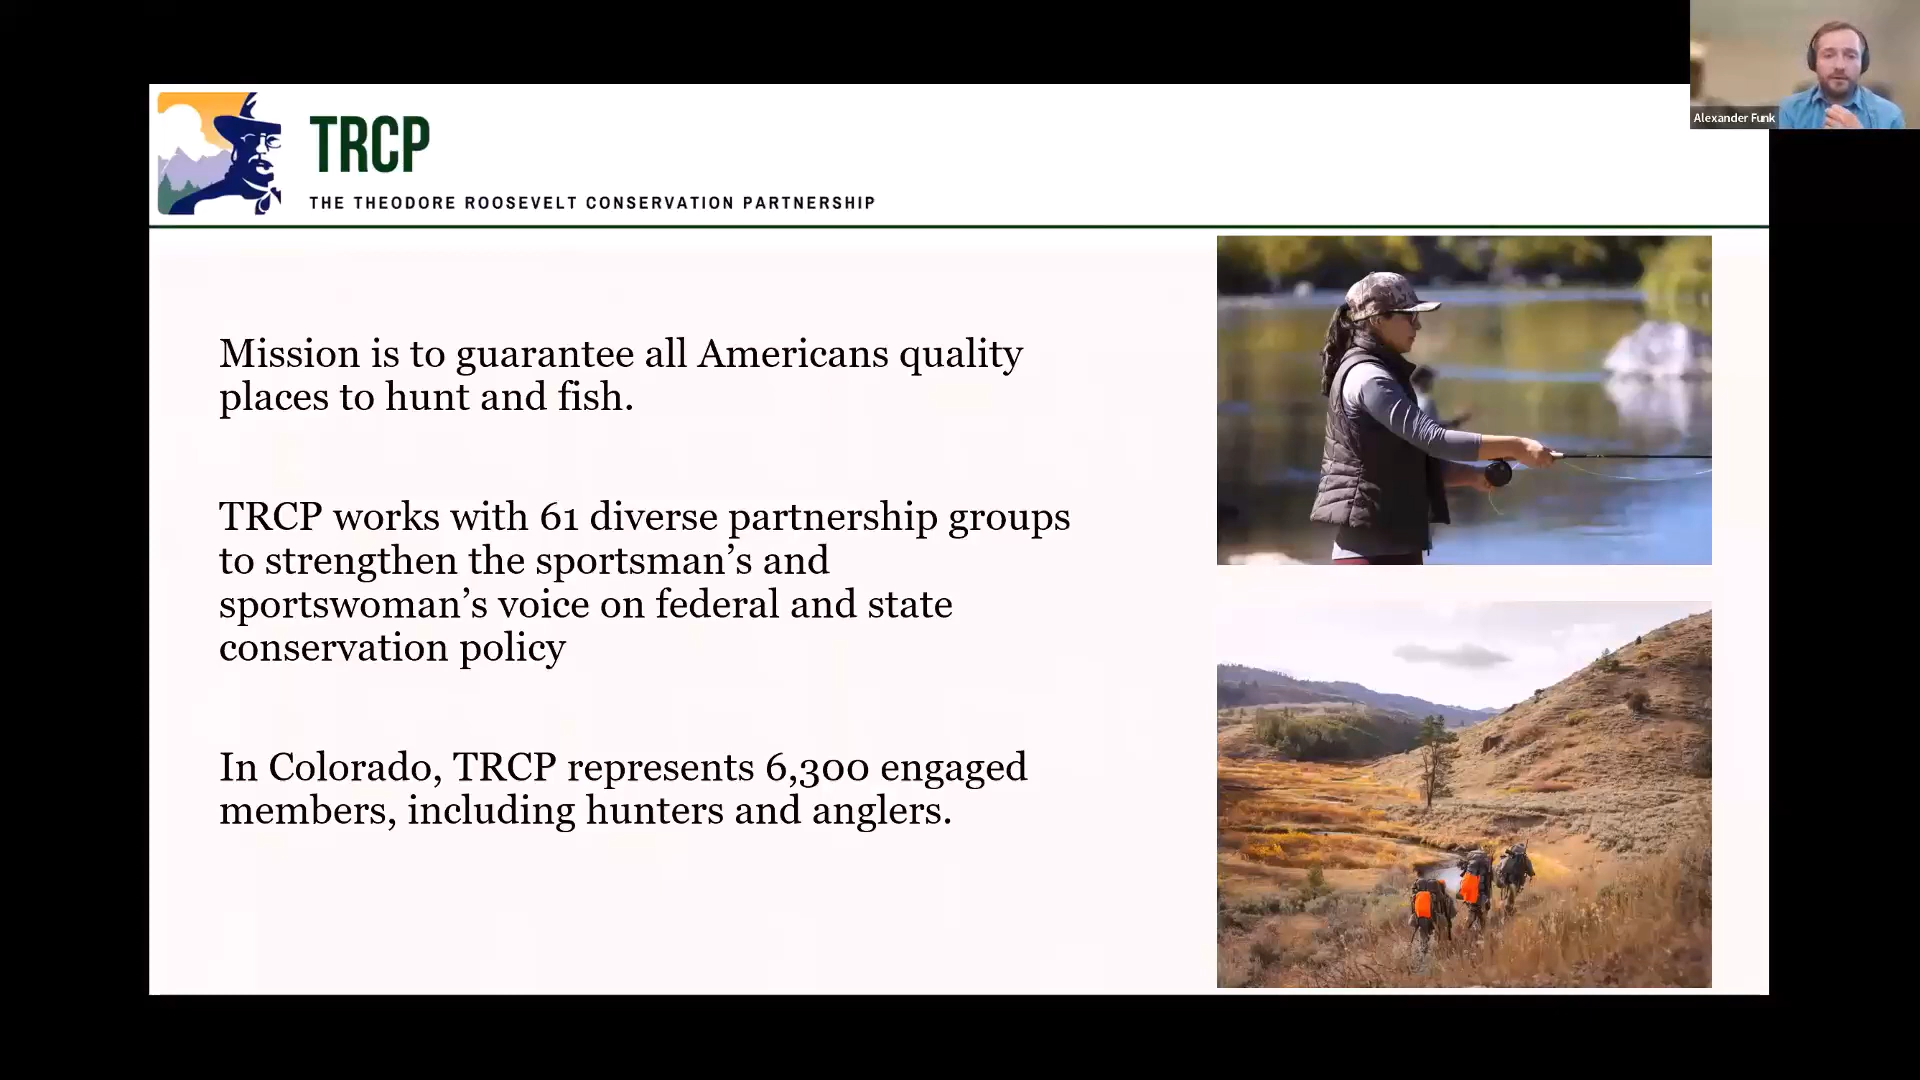 Alexander Funk
TRCP
THE THEODORE ROOSEVELT CONSERVATION PARTNERSHIP
Mission is to guarantee all Americans quality
places to hunt and fish.
TRCP works with 61 diverse partnership groups
to strengthen the sportsman’s and
sportswoman’s voice on federal and state
conservation policy
In Colorado, TRCP represents 6,300 engaged
members, including hunters and anglers.